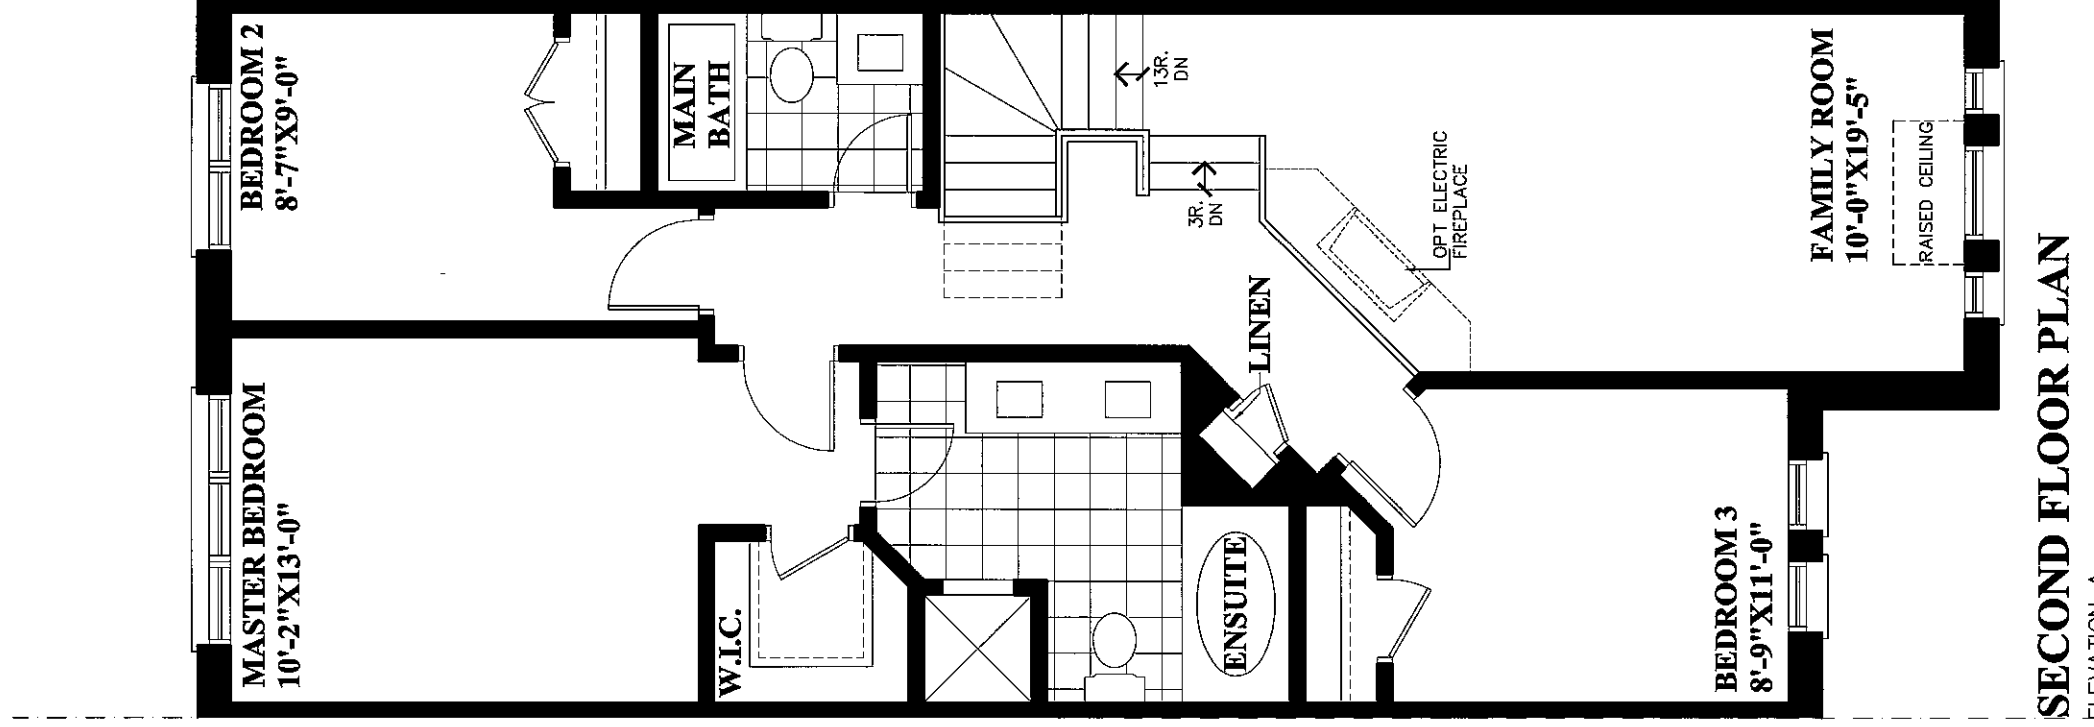 BEDROOM 2
8'-7"X9'-0"
MAIN
BATH
13R.
DN
3R.
DN
OPT ELECTRIC
FIREPLACE
FAMILY ROOM
10'-0"X19'-5"
RAISED CEILING
LINEN
MASTER BEDROOM
10'-2"X13'-0"
W.I.C.
ENSUITE
BEDROOM 3
8'-9"X11'-0"
SECOND FLOOR PLAN